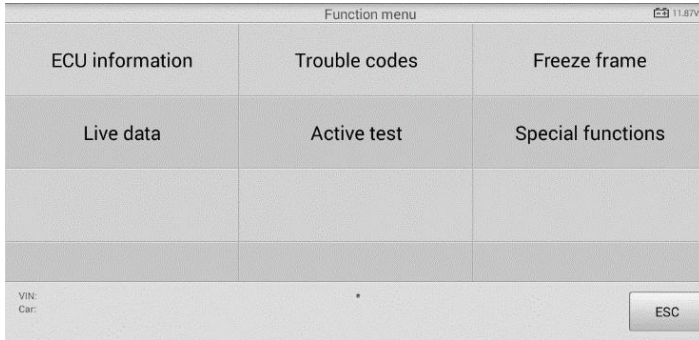 Function menu
11.87V
ECU information
Trouble codes
Freeze frame
Live data
Active test
Special functions
VIN:
Car:
ESC